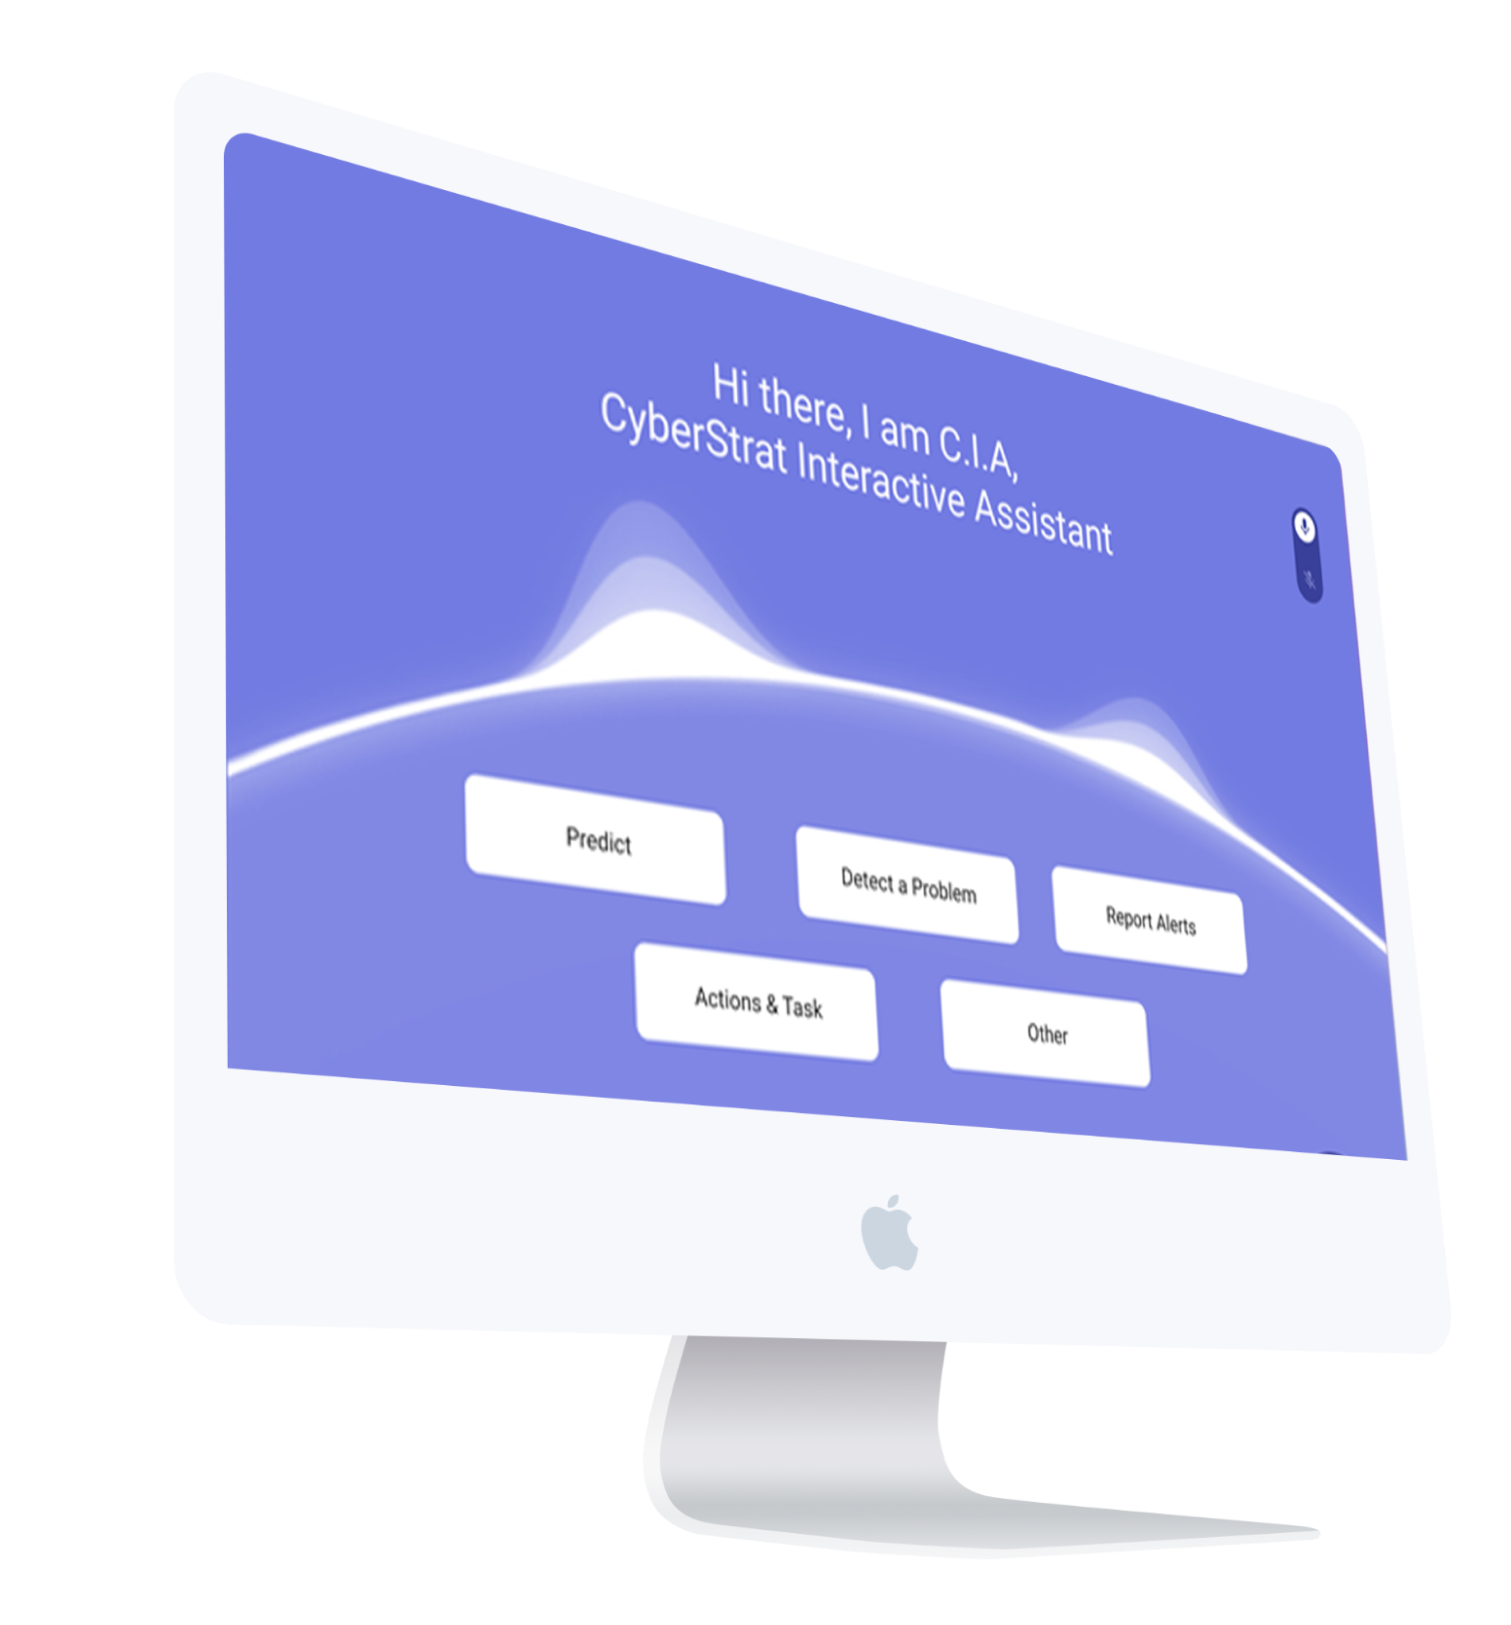 Hi there, I am C.I.A,
CyberStrat Interactive Assistant
Predict
Detect a Problem
Report Alerts
Actions & Task
Other